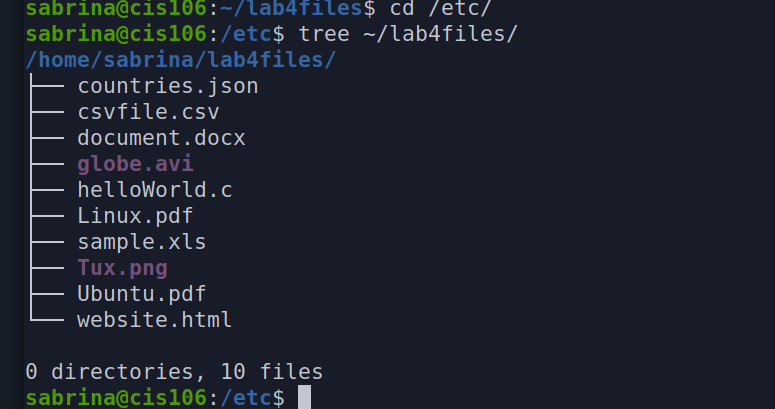 sabrina@cis106:~/lab4files$ cd /etc/
sabrina@cis106:/etc$ tree ~/lab4files/
/home/sabrina/lab4files/
├── countries.json
├── csvfile.csv
├── document.docx
├── globe.avi
├── helloWorld.c
├── Linux.pdf
├── sample.xls
├── Tux.png
├── Ubuntu.pdf
└── website.html
0 directories, 10 files
sabrina@cis106:/etc$